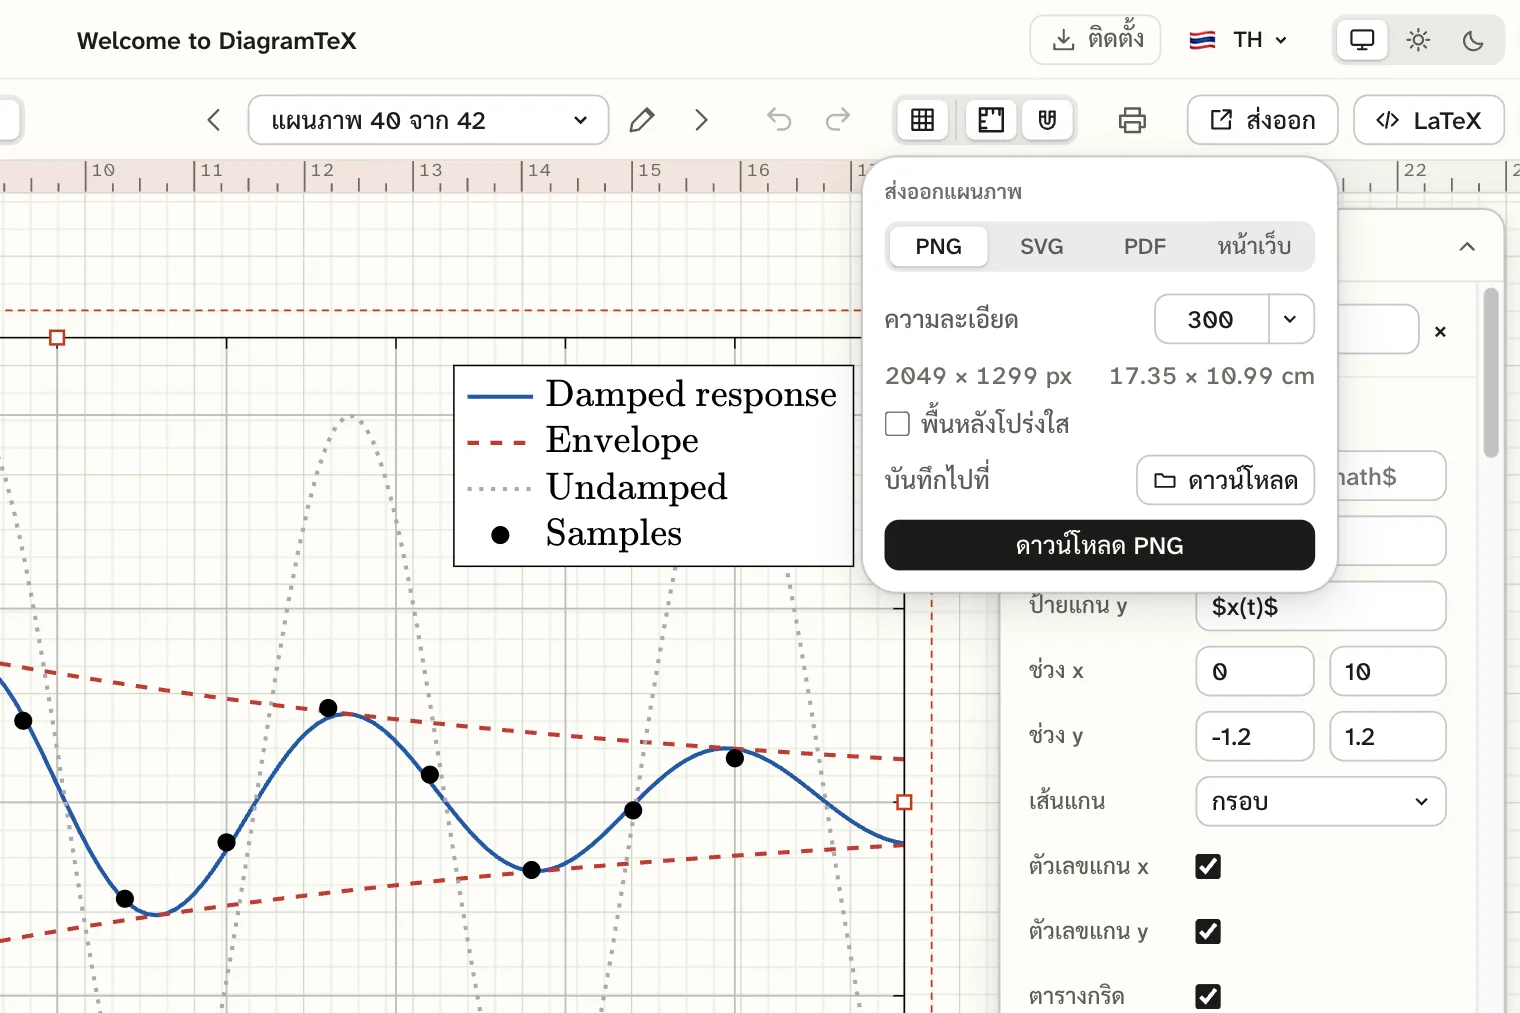 Welcome to DiagramTeX
ติดตั้ง
TH
แผนภาพ 40 จาก 42
ส่งออก
LaTeX
10 11 12 13 14 15 16 17 22
ส่งออกแผนภาพ
PNG SVG PDF หน้าเว็บ
ความละเอียด 300
2049 × 1299 px 17.35 × 10.99 cm
พื้นหลังโปร่งใส
บันทึกไปที่ ดาวน์โหลด
ดาวน์โหลด PNG
Damped response
Envelope
Undamped
Samples
ป้ายแกน y $x(t)$
ช่วง x 0 10
ช่วง y -1.2 1.2
เส้นแกน กรอบ
ตัวเลขแกน x
ตัวเลขแกน y
ตารางกริด